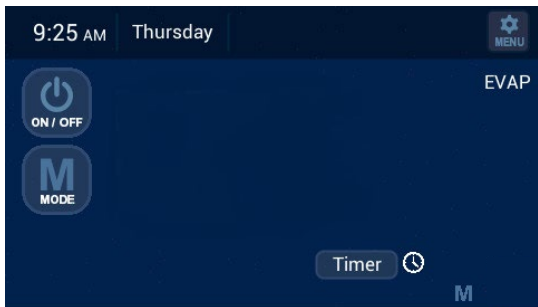 9:25 AM Thursday
MENU
EVAP
ON / OFF
M
MODE
Timer
M